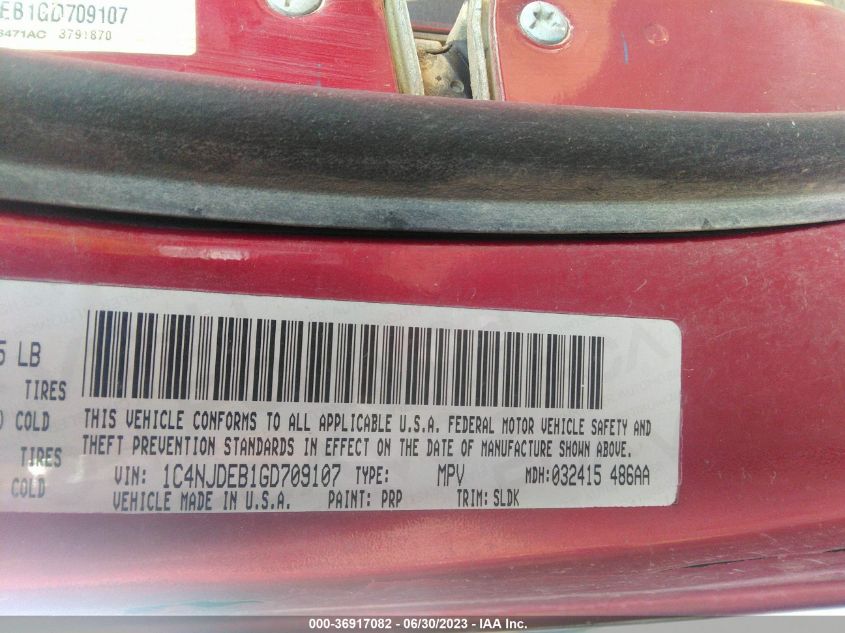 EB1GD709107
6471AC 3791870
5 LB
TIRES
COLD
TIRES
COLD
THIS VEHICLE CONFORMS TO ALL APPLICABLE U.S.A. FEDERAL MOTOR VEHICLE SAFETY AND
THEFT PREVENTION STANDARDS IN EFFECT ON THE DATE OF MANUFACTURE SHOWN ABOVE.
VIN: 1C4NJDEB1GD709107 TYPE: MPV MDH:032415 486AA
VEHICLE MADE IN U.S.A. PAINT: PRP TRIM: SLDK
000-36917082 - 06/30/2023 - IAA Inc.